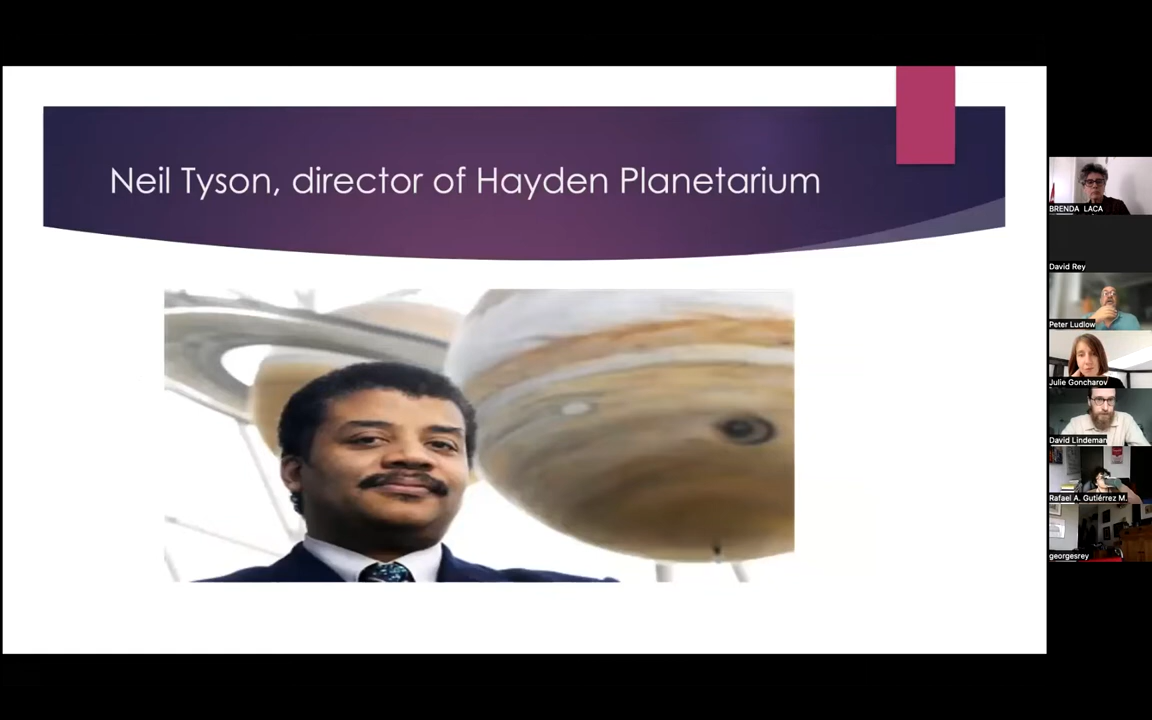 Neil Tyson, director of Hayden Planetarium
BRENDA LACA
David Rey
Peter Ludlow
Julie Goncharov
David Lindeman
Rafael A. Gutiérrez M.
georgesrey